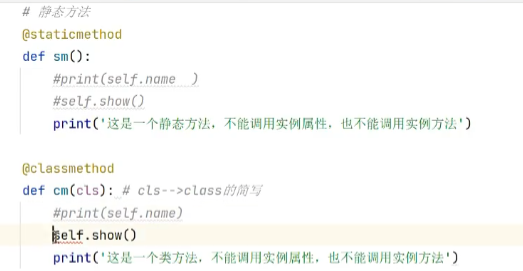 # 静态方法
@staticmethod
def sm():
    #print(self.name  )
    #self.show()
    print('这是一个静态方法，不能调用实例属性，也不能调用实例方法')
@classmethod
def cm(cls): # cls-->class的简写
    #print(self.name)
    self.show()
    print('这是一个类方法，不能调用实例属性，也不能调用实例方法')